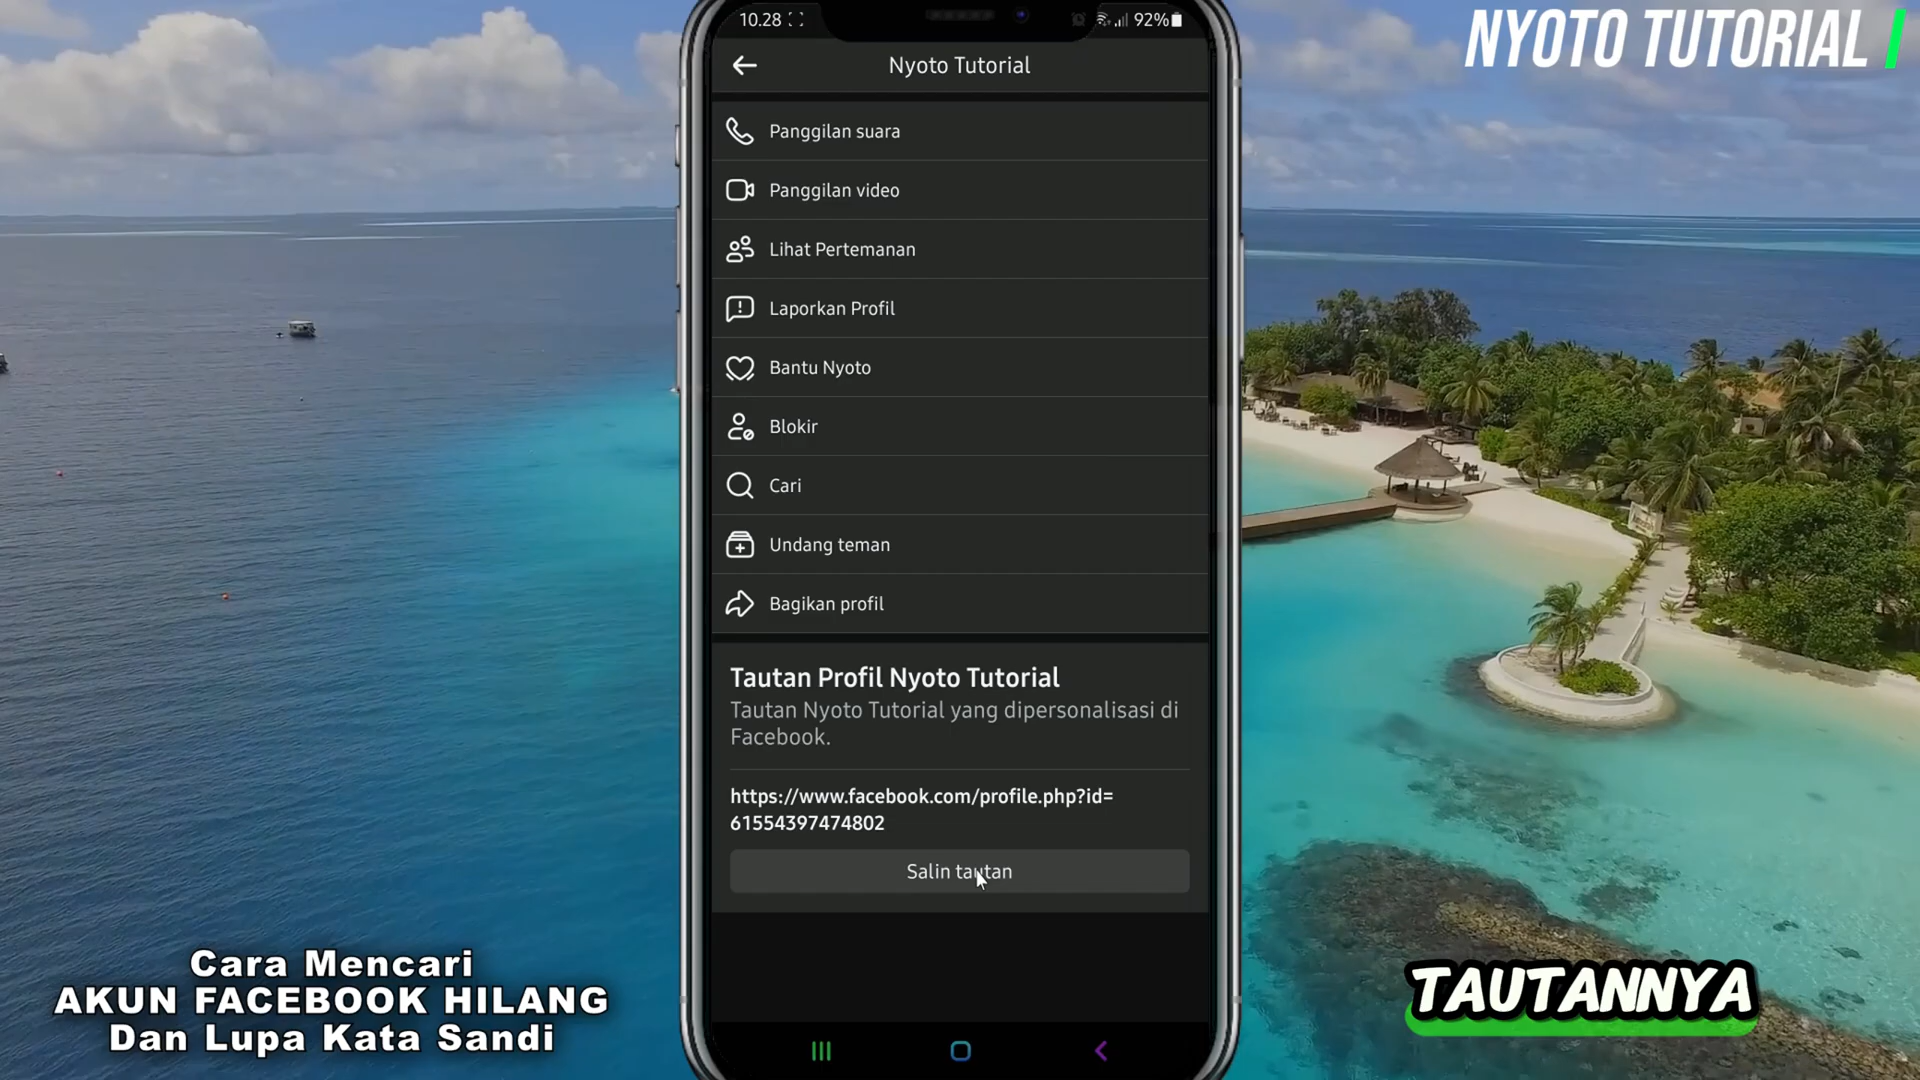 10.28
92%
NYOTO TUTORIAL
Nyoto Tutorial
Panggilan suara
Panggilan video
Lihat Pertemanan
Laporkan Profil
Bantu Nyoto
Blokir
Cari
Undang teman
Bagikan profil
Tautan Profil Nyoto Tutorial
Tautan Nyoto Tutorial yang dipersonalisasi di
Facebook.
https://www.facebook.com/profile.php?id=
61554397474802
Salin tautan
Cara Mencari
AKUN FACEBOOK HILANG
Dan Lupa Kata Sandi
TAUTANNYA